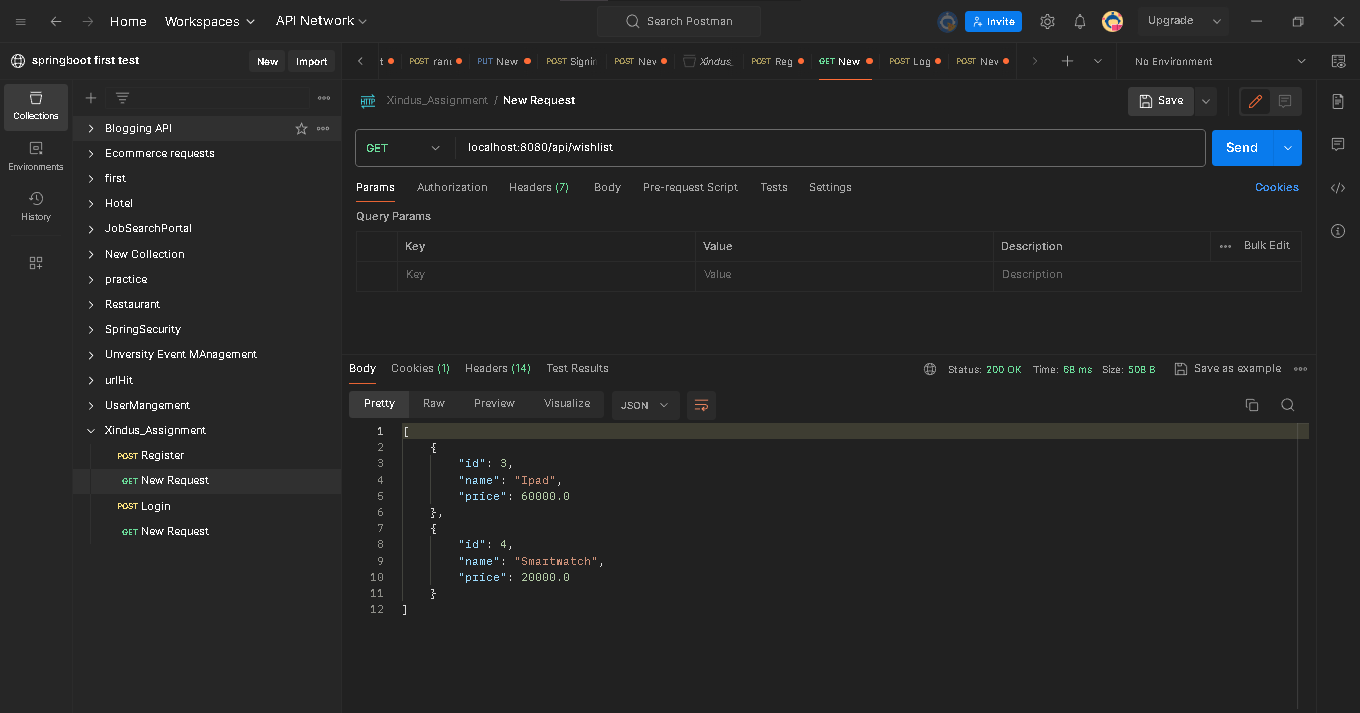 Home Workspaces API Network Search Postman Invite Upgrade
springboot first test New Import
POST ranu PUT New POST Signin POST Nev Xindus_ POST Reg GET New POST Log POST Nev No Environment
Collections
Environments
History
Blogging API
Ecommerce requests
first
Hotel
JobSearchPortal
New Collection
practice
Restaurant
SpringSecurity
Unversity Event MAnagement
urlHit
UserMangement
Xindus_Assignment
POST Register
GET New Request
POST Login
GET New Request
HTTP Xindus_Assignment / New Request Save
GET localhost:8080/api/wishlist Send
Params Authorization Headers (7) Body Pre-request Script Tests Settings Cookies
Query Params
Key Value Description Bulk Edit
Key Value Description
Body Cookies (1) Headers (14) Test Results Status: 200 OK Time: 68 ms Size: 508 B Save as example
Pretty Raw Preview Visualize JSON
1 [
2 {
3 "id": 3,
4 "name": "Ipad",
5 "price": 60000.0
6 },
7 {
8 "id": 4,
9 "name": "Smartwatch",
10 "price": 20000.0
11 }
12 ]